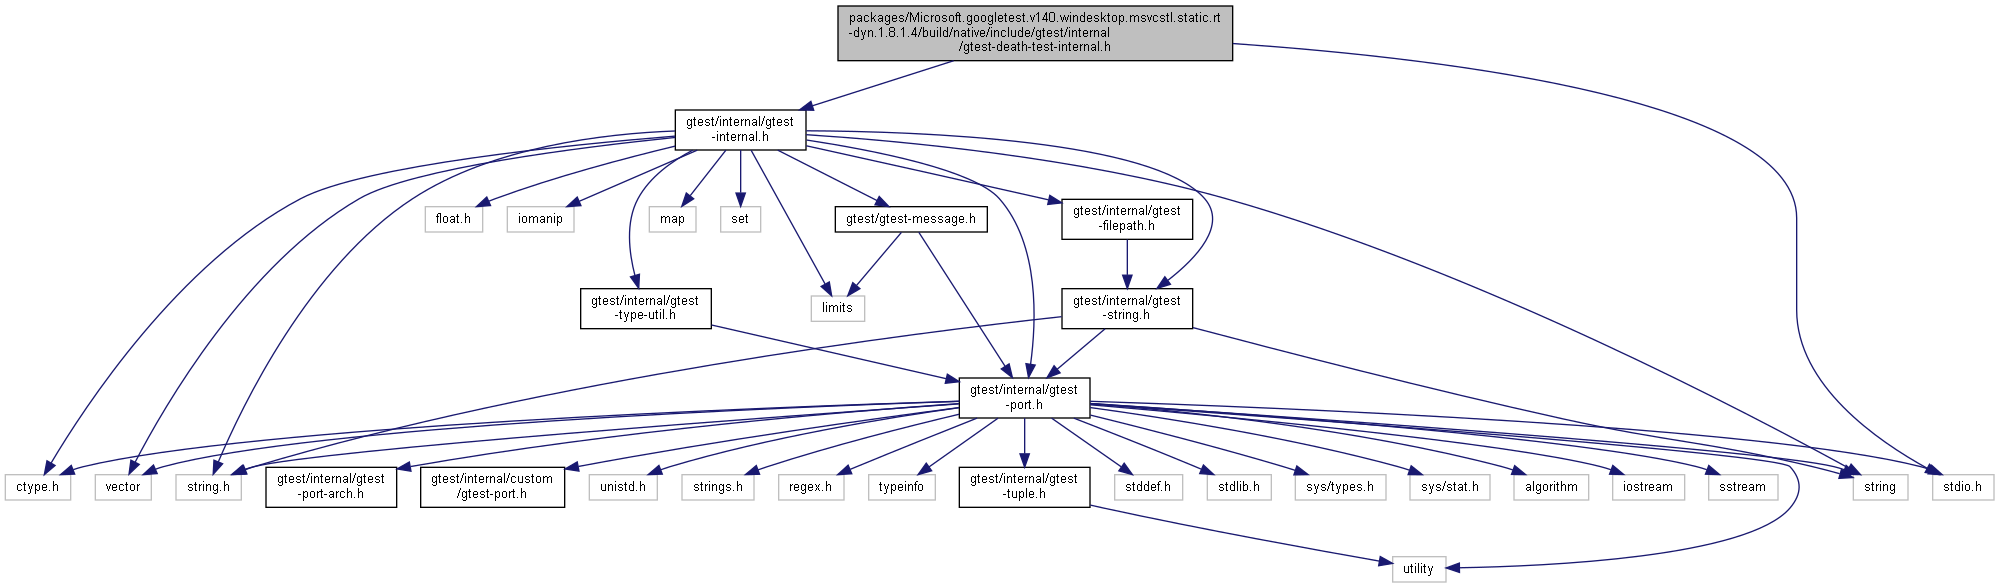 packages/Microsoft.googletest.v140.windesktop.msvcstl.static.rt
-dyn.1.8.1.4/build/native/include/gtest/internal
/gtest-death-test-internal.h
gtest/internal/gtest
-internal.h
float.h
iomanip
map
set
gtest/gtest-message.h
gtest/internal/gtest
-filepath.h
gtest/internal/gtest
-type-util.h
limits
gtest/internal/gtest
-string.h
gtest/internal/gtest
-port.h
ctype.h
vector
string.h
gtest/internal/gtest
-port-arch.h
gtest/internal/custom
/gtest-port.h
unistd.h
strings.h
regex.h
typeinfo
gtest/internal/gtest
-tuple.h
stddef.h
stdlib.h
sys/types.h
sys/stat.h
algorithm
iostream
sstream
string
stdio.h
utility